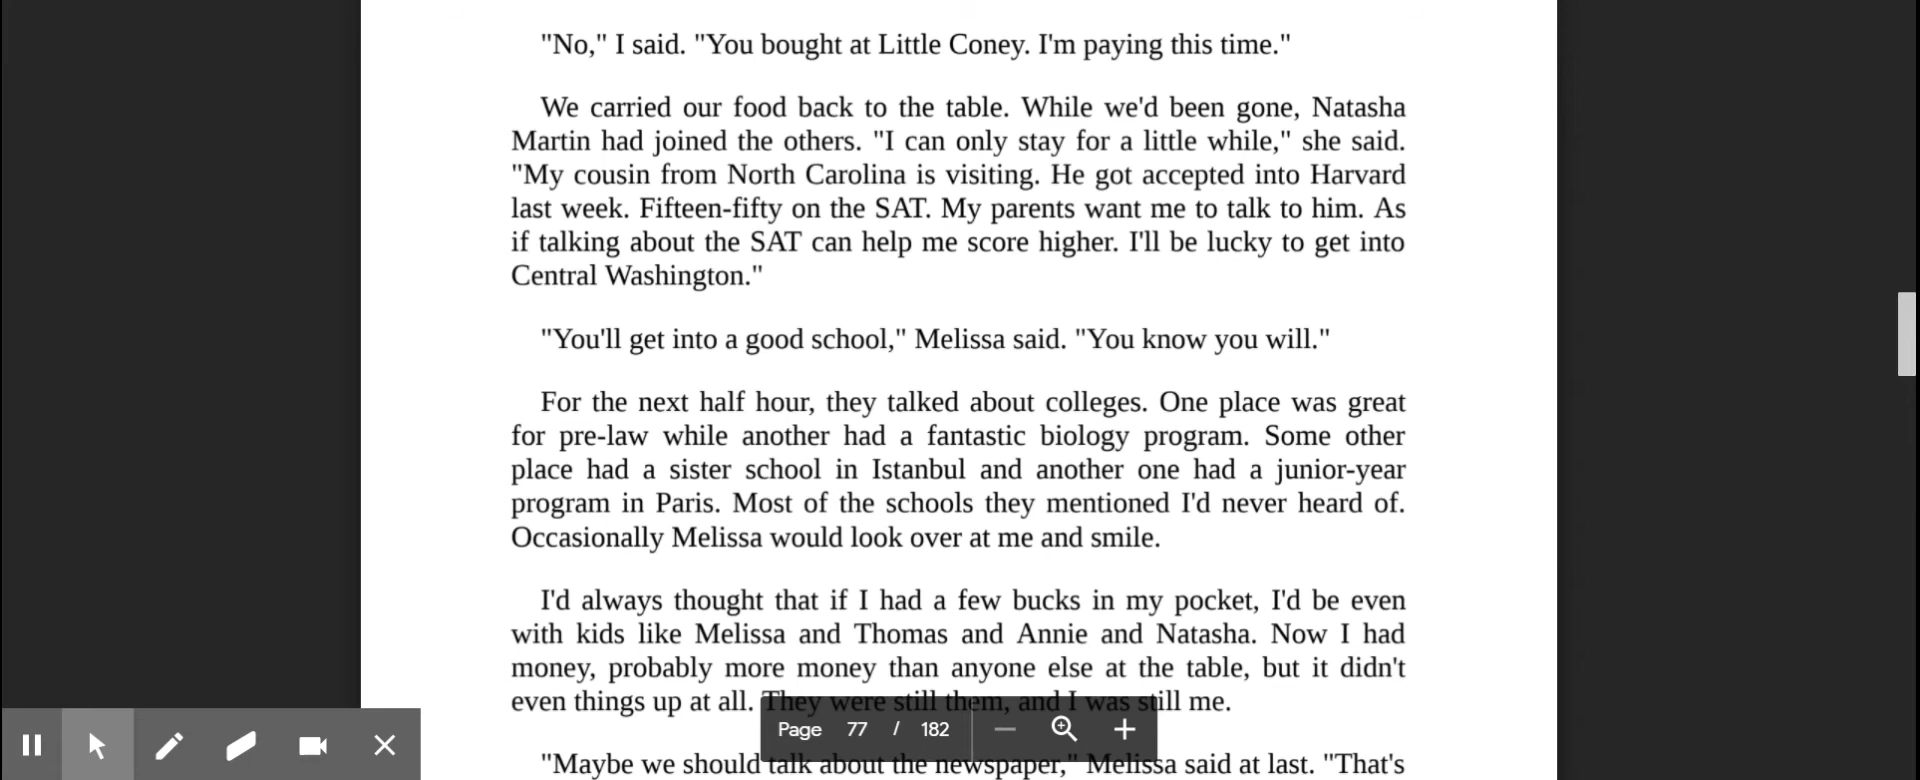 "No," I said. "You bought at Little Coney. I'm paying this time."
We carried our food back to the table. While we'd been gone, Natasha
Martin had joined the others. "I can only stay for a little while," she said.
"My cousin from North Carolina is visiting. He got accepted into Harvard
last week. Fifteen-fifty on the SAT. My parents want me to talk to him. As
if talking about the SAT can help me score higher. I'll be lucky to get into
Central Washington."
"You'll get into a good school," Melissa said. "You know you will."
For the next half hour, they talked about colleges. One place was great
for pre-law while another had a fantastic biology program. Some other
place had a sister school in Istanbul and another one had a junior-year
program in Paris. Most of the schools they mentioned I'd never heard of.
Occasionally Melissa would look over at me and smile.
I'd always thought that if I had a few bucks in my pocket, I'd be even
with kids like Melissa and Thomas and Annie and Natasha. Now I had
money, probably more money than anyone else at the table, but it didn't
even things up at all. They were still them, and I was still me.
Page 77 / 182
"Maybe we should talk about the newspaper," Melissa said at last. "That's